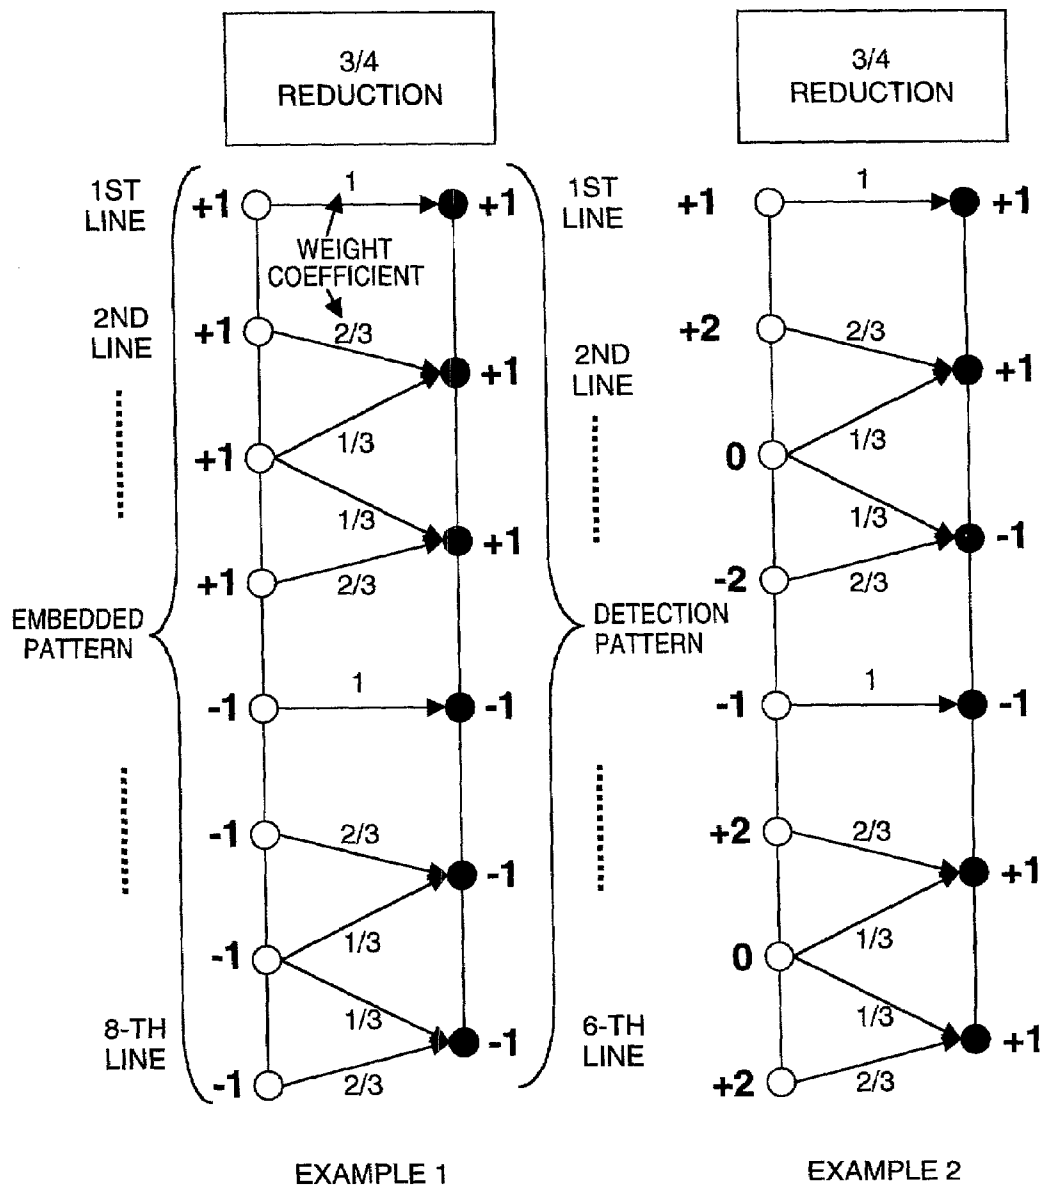 3/4
REDUCTION
3/4
REDUCTION
1ST
LINE
+1
1
+1
WEIGHT
COEFFICIENT
2ND
LINE
+1
2/3
+1
+1
1/3
1/3
+1
+1
2/3
EMBEDDED
PATTERN
-1
1
-1
-1
2/3
-1
-1
1/3
1/3
8-TH
LINE
-1
-1
2/3
EXAMPLE 1
1ST
LINE
+1
1
+1
+2
2/3
2ND
LINE
+1
0
1/3
1/3
-1
-2
2/3
DETECTION
PATTERN
-1
1
-1
+2
2/3
+1
0
1/3
1/3
6-TH
LINE
+1
+2
2/3
EXAMPLE 2